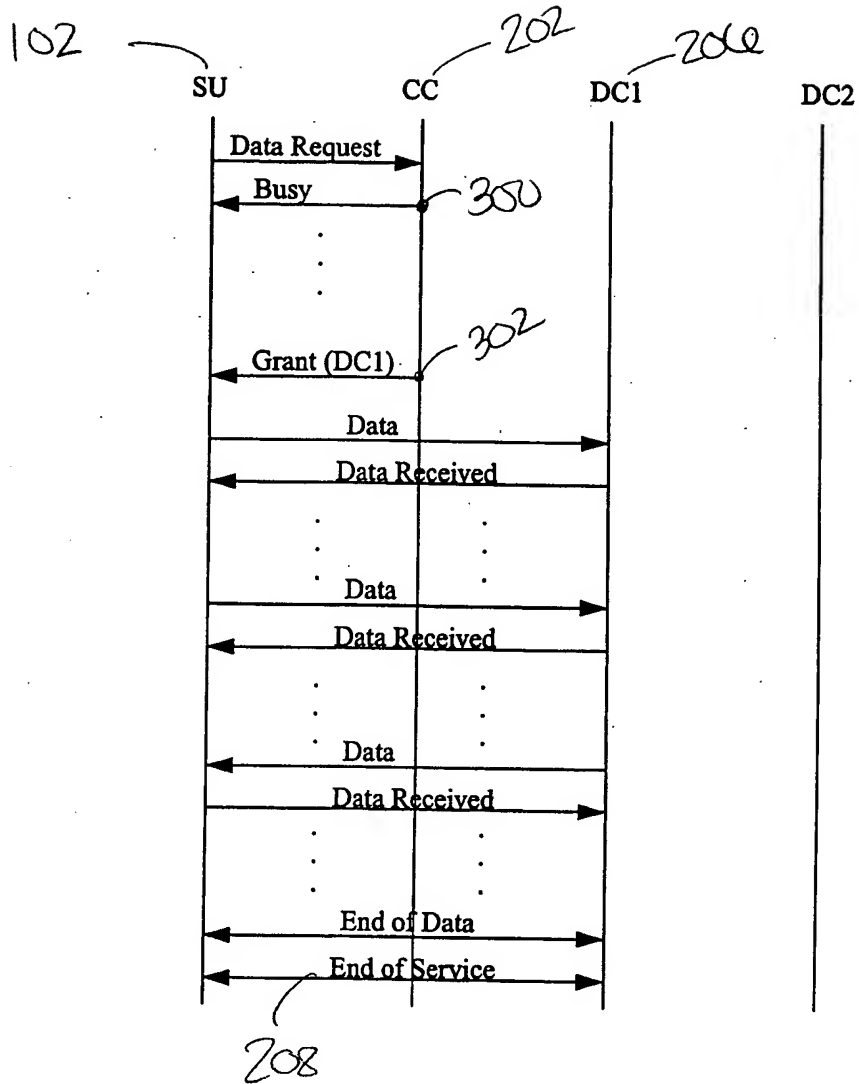 102
202
206
SU
CC
DC1
DC2
Data Request
Busy
300
302
Grant (DC1)
Data
Data Received
Data
Data Received
Data
Data Received
End of Data
End of Service
208